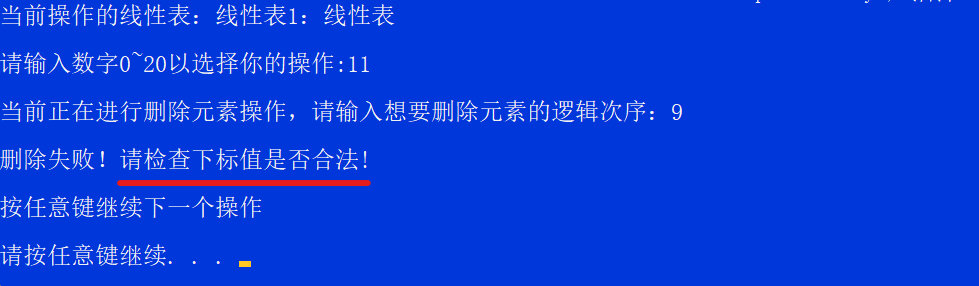 当前操作的线性表：线性表1：线性表
请输入数字0~20以选择你的操作:11
当前正在进行删除元素操作，请输入想要删除元素的逻辑次序：9
删除失败！请检查下标值是否合法!
按任意键继续下一个操作
请按任意键继续. . .